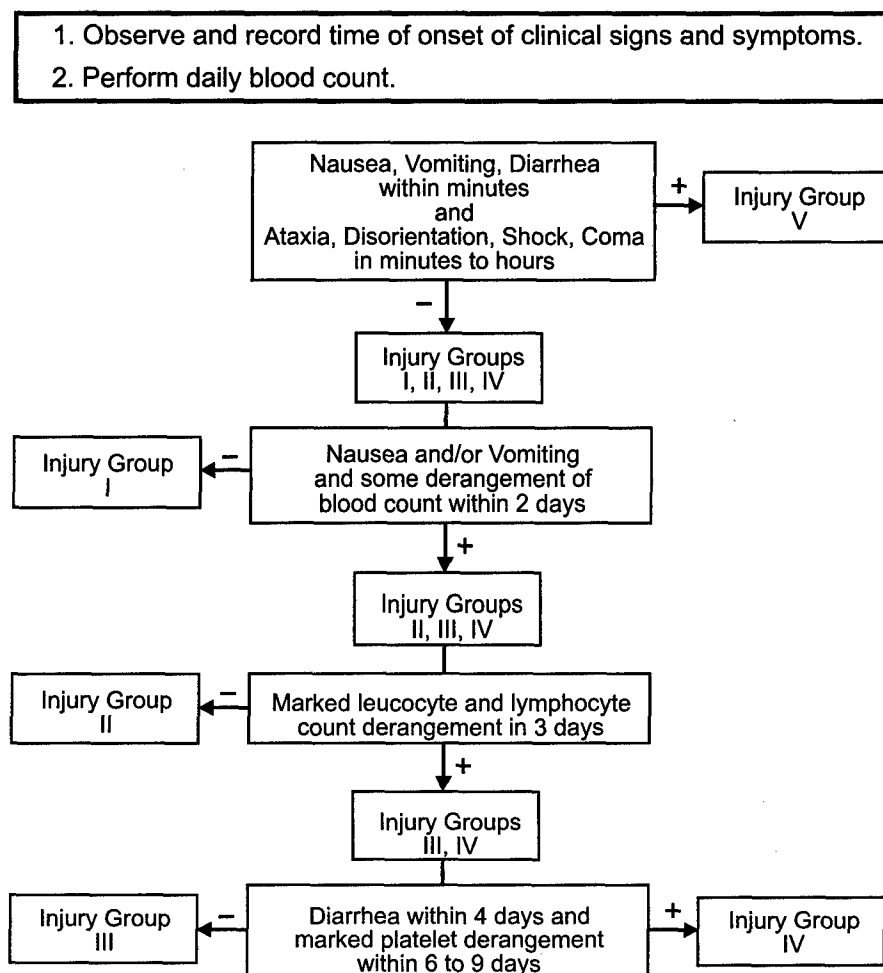 1. Observe and record time of onset of clinical signs and symptoms.
2. Perform daily blood count.
Nausea, Vomiting, Diarrhea
within minutes
and
Ataxia, Disorientation, Shock, Coma
in minutes to hours
+
Injury Group
V
–
Injury Groups
I, II, III, IV
Injury Group
I
–
Nausea and/or Vomiting
and some derangement of
blood count within 2 days
+
Injury Groups
II, III, IV
Injury Group
II
–
Marked leucocyte and lymphocyte
count derangement in 3 days
+
Injury Groups
III, IV
Injury Group
III
–
Diarrhea within 4 days and
marked platelet derangement
within 6 to 9 days
+
Injury Group
IV